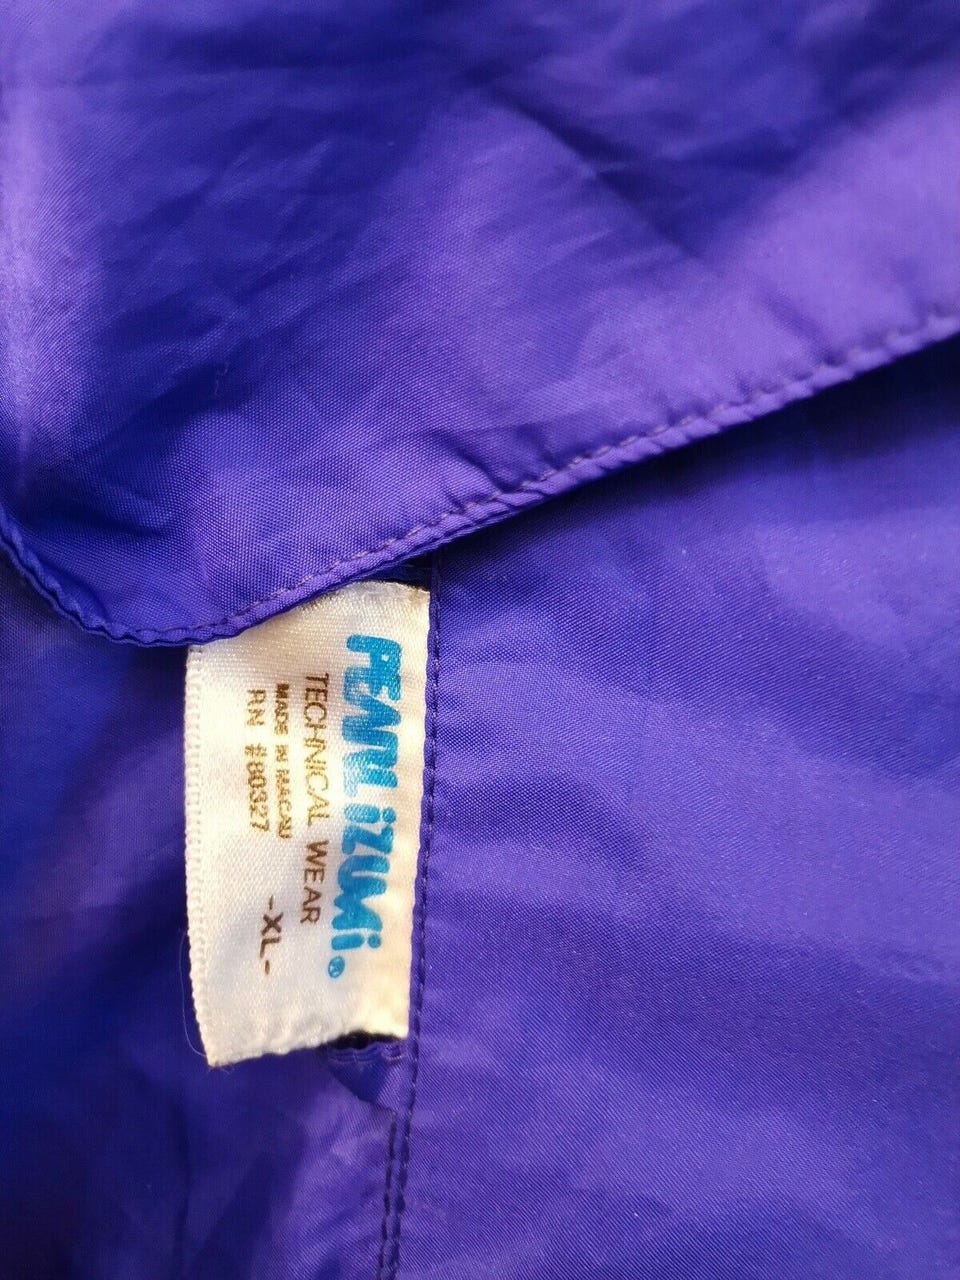 PEARL iZUMi®
TECHNICAL WEAR
MADE IN MACAU
RN #80327
-XL-